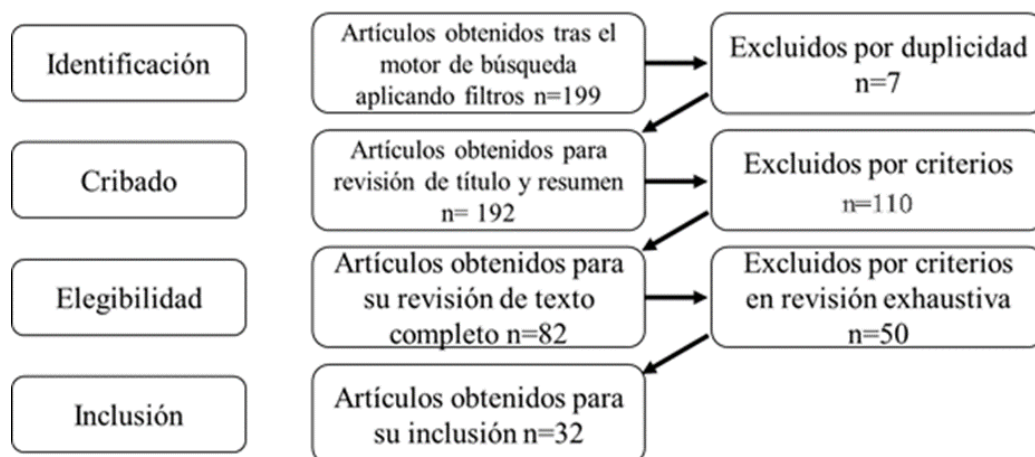 Identificación
Artículos obtenidos tras el
motor de búsqueda
aplicando filtros n=199
Excluidos por duplicidad
n=7
Cribado
Artículos obtenidos para
revisión de título y resumen
n= 192
Excluidos por criterios
n=110
Elegibilidad
Artículos obtenidos para
su revisión de texto
completo n=82
Excluidos por criterios
en revisión exhaustiva
n=50
Inclusión
Artículos obtenidos para
su inclusión n=32